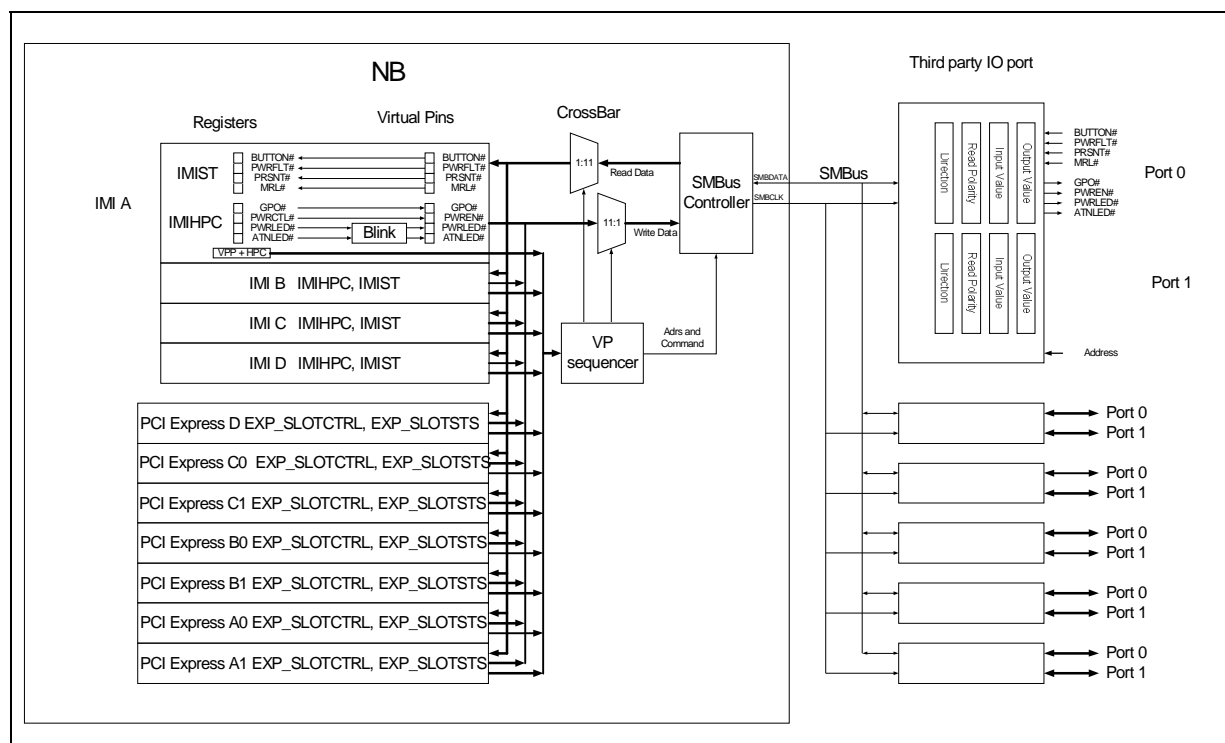 NB
Third party IO port
Registers
Virtual Pins
CrossBar
IMI A
IMIST
BUTTON#
PWRFLT#
PRSNT#
MRL#
BUTTON#
PWRFLT#
PRSNT#
MRL#
IMIHPC
GPO#
PWRCTL#
PWRLED#
ATNLED#
Blink
GPO#
PWREN#
PWRLED#
ATNLED#
VPP + HPC
1:11
Read Data
11:1
Write Data
SMBus
Controller
SMBDATA
SMBCLK
SMBus
Direction
Read Polarity
Input Value
Output Value
BUTTON#
PWRFLT#
PRSNT#
MRL#
GPO#
PWREN#
PWRLED#
ATNLED#
Port 0
Direction
Read Polarity
Input Value
Output Value
Port 1
Address
IMI B IMIHPC, IMIST
IMI C IMIHPC, IMIST
IMI D IMIHPC, IMIST
VP
sequencer
Adrs and
Command
PCI Express D EXP_SLOTCTRL, EXP_SLOTSTS
PCI Express C0 EXP_SLOTCTRL, EXP_SLOTSTS
PCI Express C1 EXP_SLOTCTRL, EXP_SLOTSTS
PCI Express B0 EXP_SLOTCTRL, EXP_SLOTSTS
PCI Express B1 EXP_SLOTCTRL, EXP_SLOTSTS
PCI Express A0 EXP_SLOTCTRL, EXP_SLOTSTS
PCI Express A1 EXP_SLOTCTRL, EXP_SLOTSTS
Port 0
Port 1
Port 0
Port 1
Port 0
Port 1
Port 0
Port 1
Port 0
Port 1